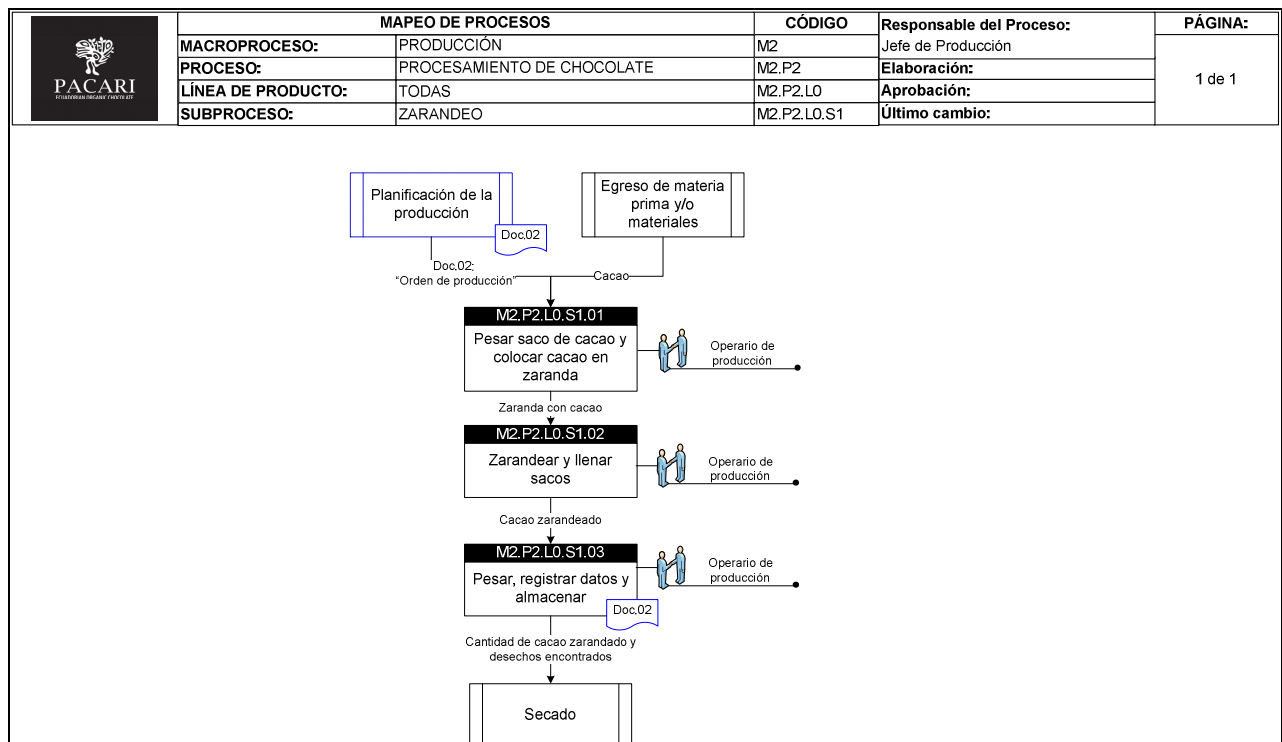 MAPEO DE PROCESOS CÓDIGO Responsable del Proceso: PÁGINA:
MACROPROCESO: PRODUCCIÓN M2 Jefe de Producción
PROCESO: PROCESAMIENTO DE CHOCOLATE M2.P2 Elaboración:
1 de 1
LÍNEA DE PRODUCTO: TODAS M2.P2.L0 Aprobación:
SUBPROCESO: ZARANDEO M2.P2.L0.S1 Último cambio:
PACARI
ECUADORIAN ORGANIC CHOCOLATE
Planificación de la
producción
Doc.02
Egreso de materia
prima y/o
materiales
Doc.02:
“Orden de producción”
Cacao
M2.P2.L0.S1.01
Pesar saco de cacao y
colocar cacao en
zaranda
Operario de
producción
Zaranda con cacao
M2.P2.L0.S1.02
Zarandear y llenar
sacos
Operario de
producción
Cacao zarandeado
M2.P2.L0.S1.03
Pesar, registrar datos y
almacenar
Doc.02
Operario de
producción
Cantidad de cacao zarandado y
desechos encontrados
Secado